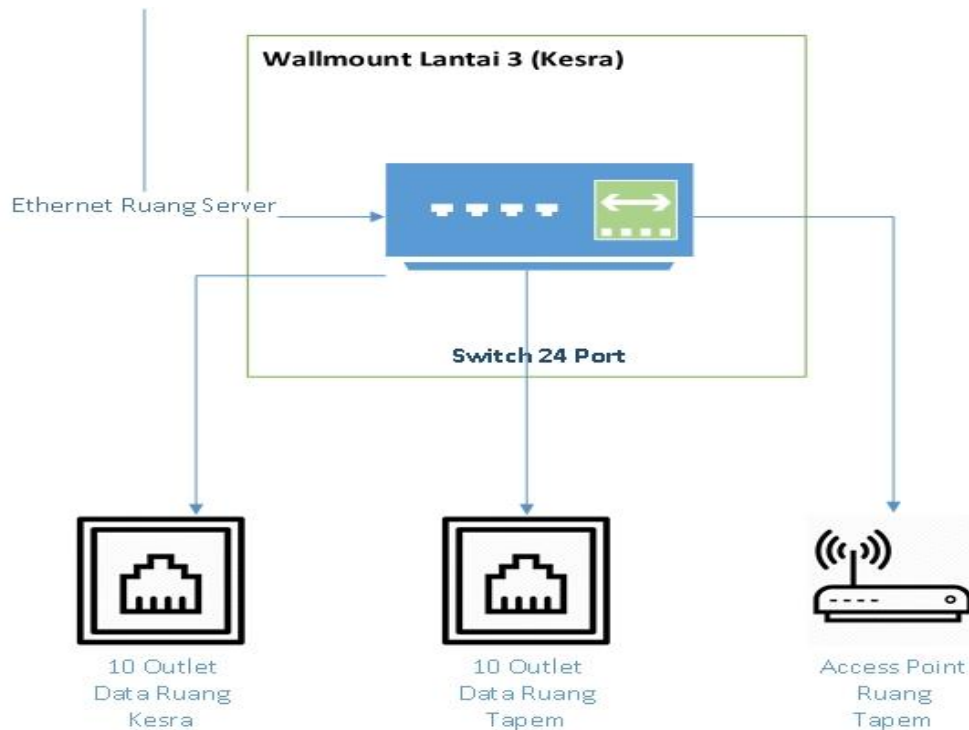 Wallmount Lantai 3 (Kesra)
Ethernet Ruang Server
Switch 24 Port
10 Outlet
Data Ruang
Kesra
10 Outlet
Data Ruang
Tapem
Access Point
Ruang
Tapem